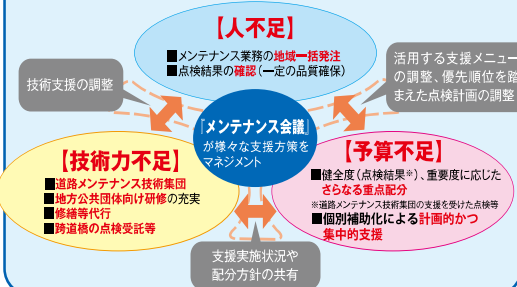 【人不足】
■メンテナンス業務の地域一括発注
■点検結果の確認（一定の品質確保）
技術支援の調整
活用する支援メニュー
の調整、優先順位を踏
まえた点検計画の調整
『メンテナンス会議』
が様々な支援方策を
マネジメント
【技術力不足】
■道路メンテナンス技術集団
■地方公共団体向け研修の充実
■修繕等代行
■跨道橋の点検受託等
【予算不足】
■健全度（点検結果※）、重要度に応じた
さらなる重点配分
※道路メンテナンス技術集団の支援を受けた点検等
■個別補助化による計画的かつ
集中的支援
支援実施状況や
配分方針の共有